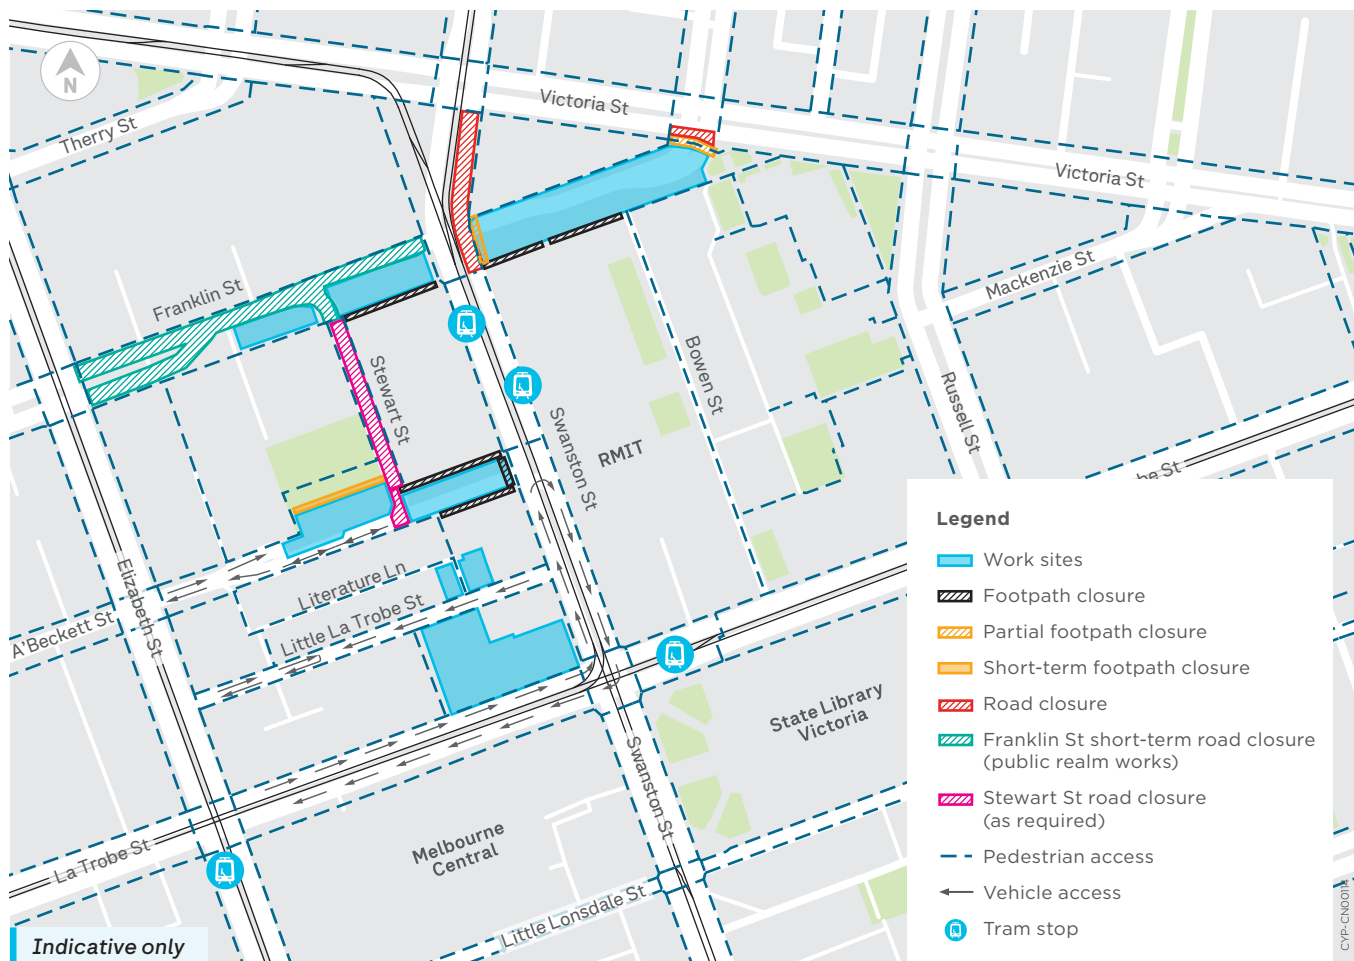 N
Victoria St
Therry St
Victoria St
Mackenzie St
Franklin St
Stewart St
Bowen St
Russell St
Swanston St
RMIT
be St
Elizabeth St
Literature Ln
Little La Trobe St
A'Beckett St
State Library
Victoria
Swanston St
Melbourne
Central
La Trobe St
Little Lonsdale St
Indicative only
Legend
Work sites
Footpath closure
Partial footpath closure
Short-term footpath closure
Road closure
Franklin St short-term road closure
(public realm works)
Stewart St road closure
(as required)
Pedestrian access
Vehicle access
Tram stop